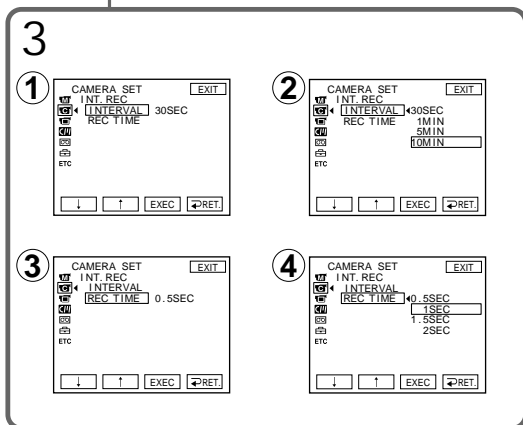 3
1
CAMERA SET EXIT
INT. REC
INTERVAL 30SEC
REC TIME
ETC
↓ ↑ EXEC RET.
2
CAMERA SET EXIT
INT. REC
INTERVAL 30SEC
REC TIME 1MIN
5MIN
10MIN
ETC
↓ ↑ EXEC RET.
3
CAMERA SET EXIT
INT. REC
INTERVAL
REC TIME 0.5SEC
ETC
↓ ↑ EXEC RET.
4
CAMERA SET EXIT
INT. REC
INTERVAL
REC TIME 0.5SEC
1SEC
1.5SEC
2SEC
ETC
↓ ↑ EXEC RET.